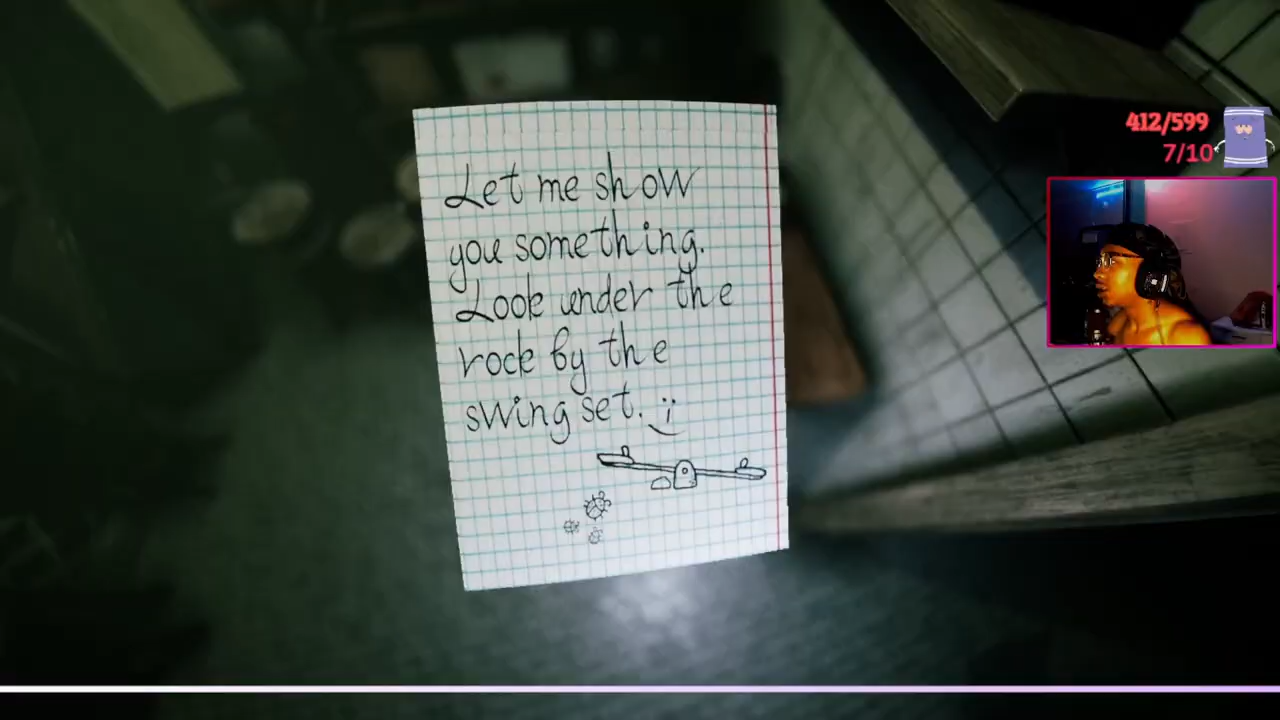 412/599
7/10
Let me show
you something.
Look under the
rock by the
swing set. :)